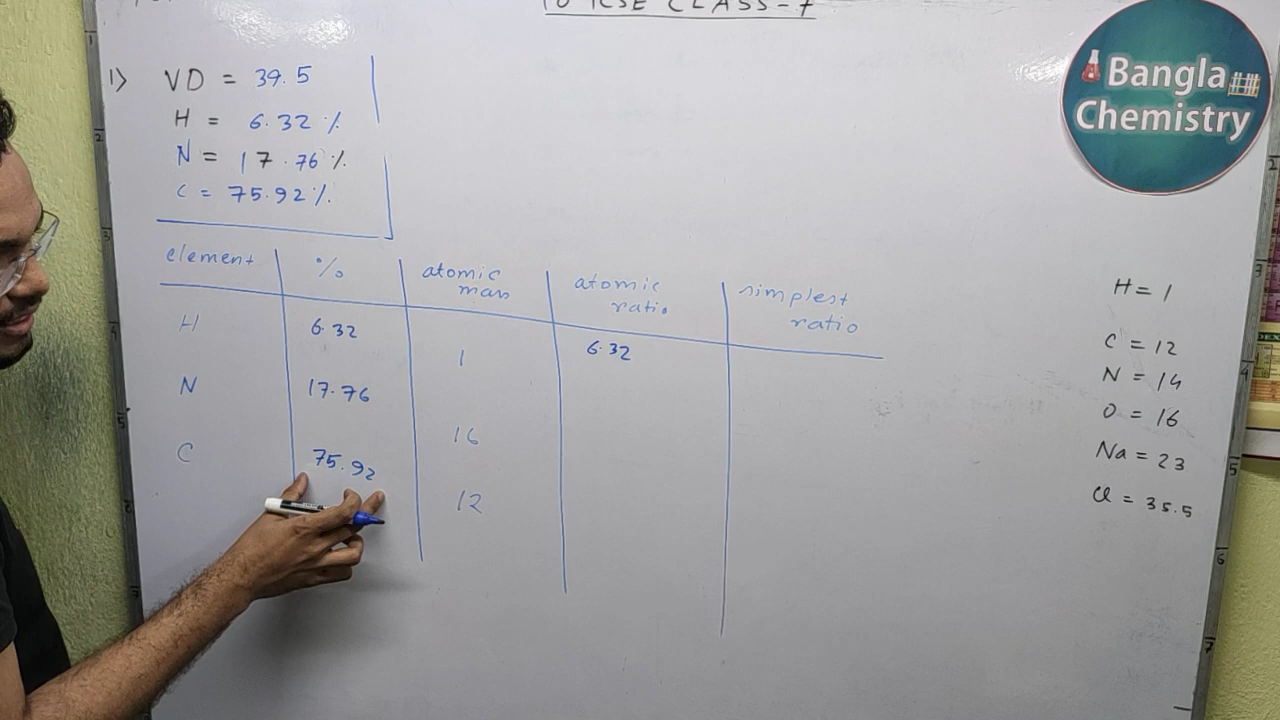 10 ICSE CLASS-7
1) VD = 39.5
H = 6.32 %
N = 17.76 %
C = 75.92 %
element % atomic mass atomic ratio simplest ratio
H 6.32 1 6.32
N 17.76 16
C 75.92 12
H = 1
C = 12
N = 14
O = 16
Na = 23
Cl = 35.5
Bangla
Chemistry